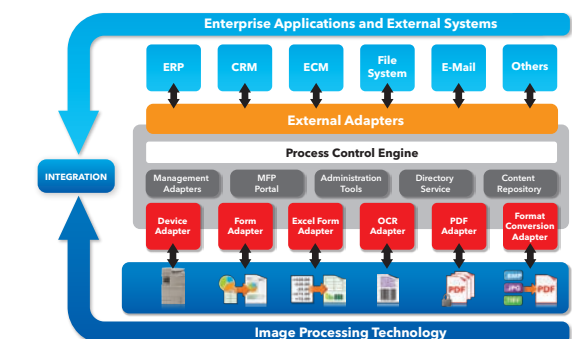 Enterprise Applications and External Systems
ERP
CRM
ECM
File
System
E-Mail
Others
External Adapters
Process Control Engine
INTEGRATION
Management
Adapters
MFP
Portal
Administration
Tools
Directory
Service
Content
Repository
Device
Adapter
Form
Adapter
Excel Form
Adapter
OCR
Adapter
PDF
Adapter
Format
Conversion
Adapter
PDF
BMP
JPG
TIFF
PDF
Image Processing Technology